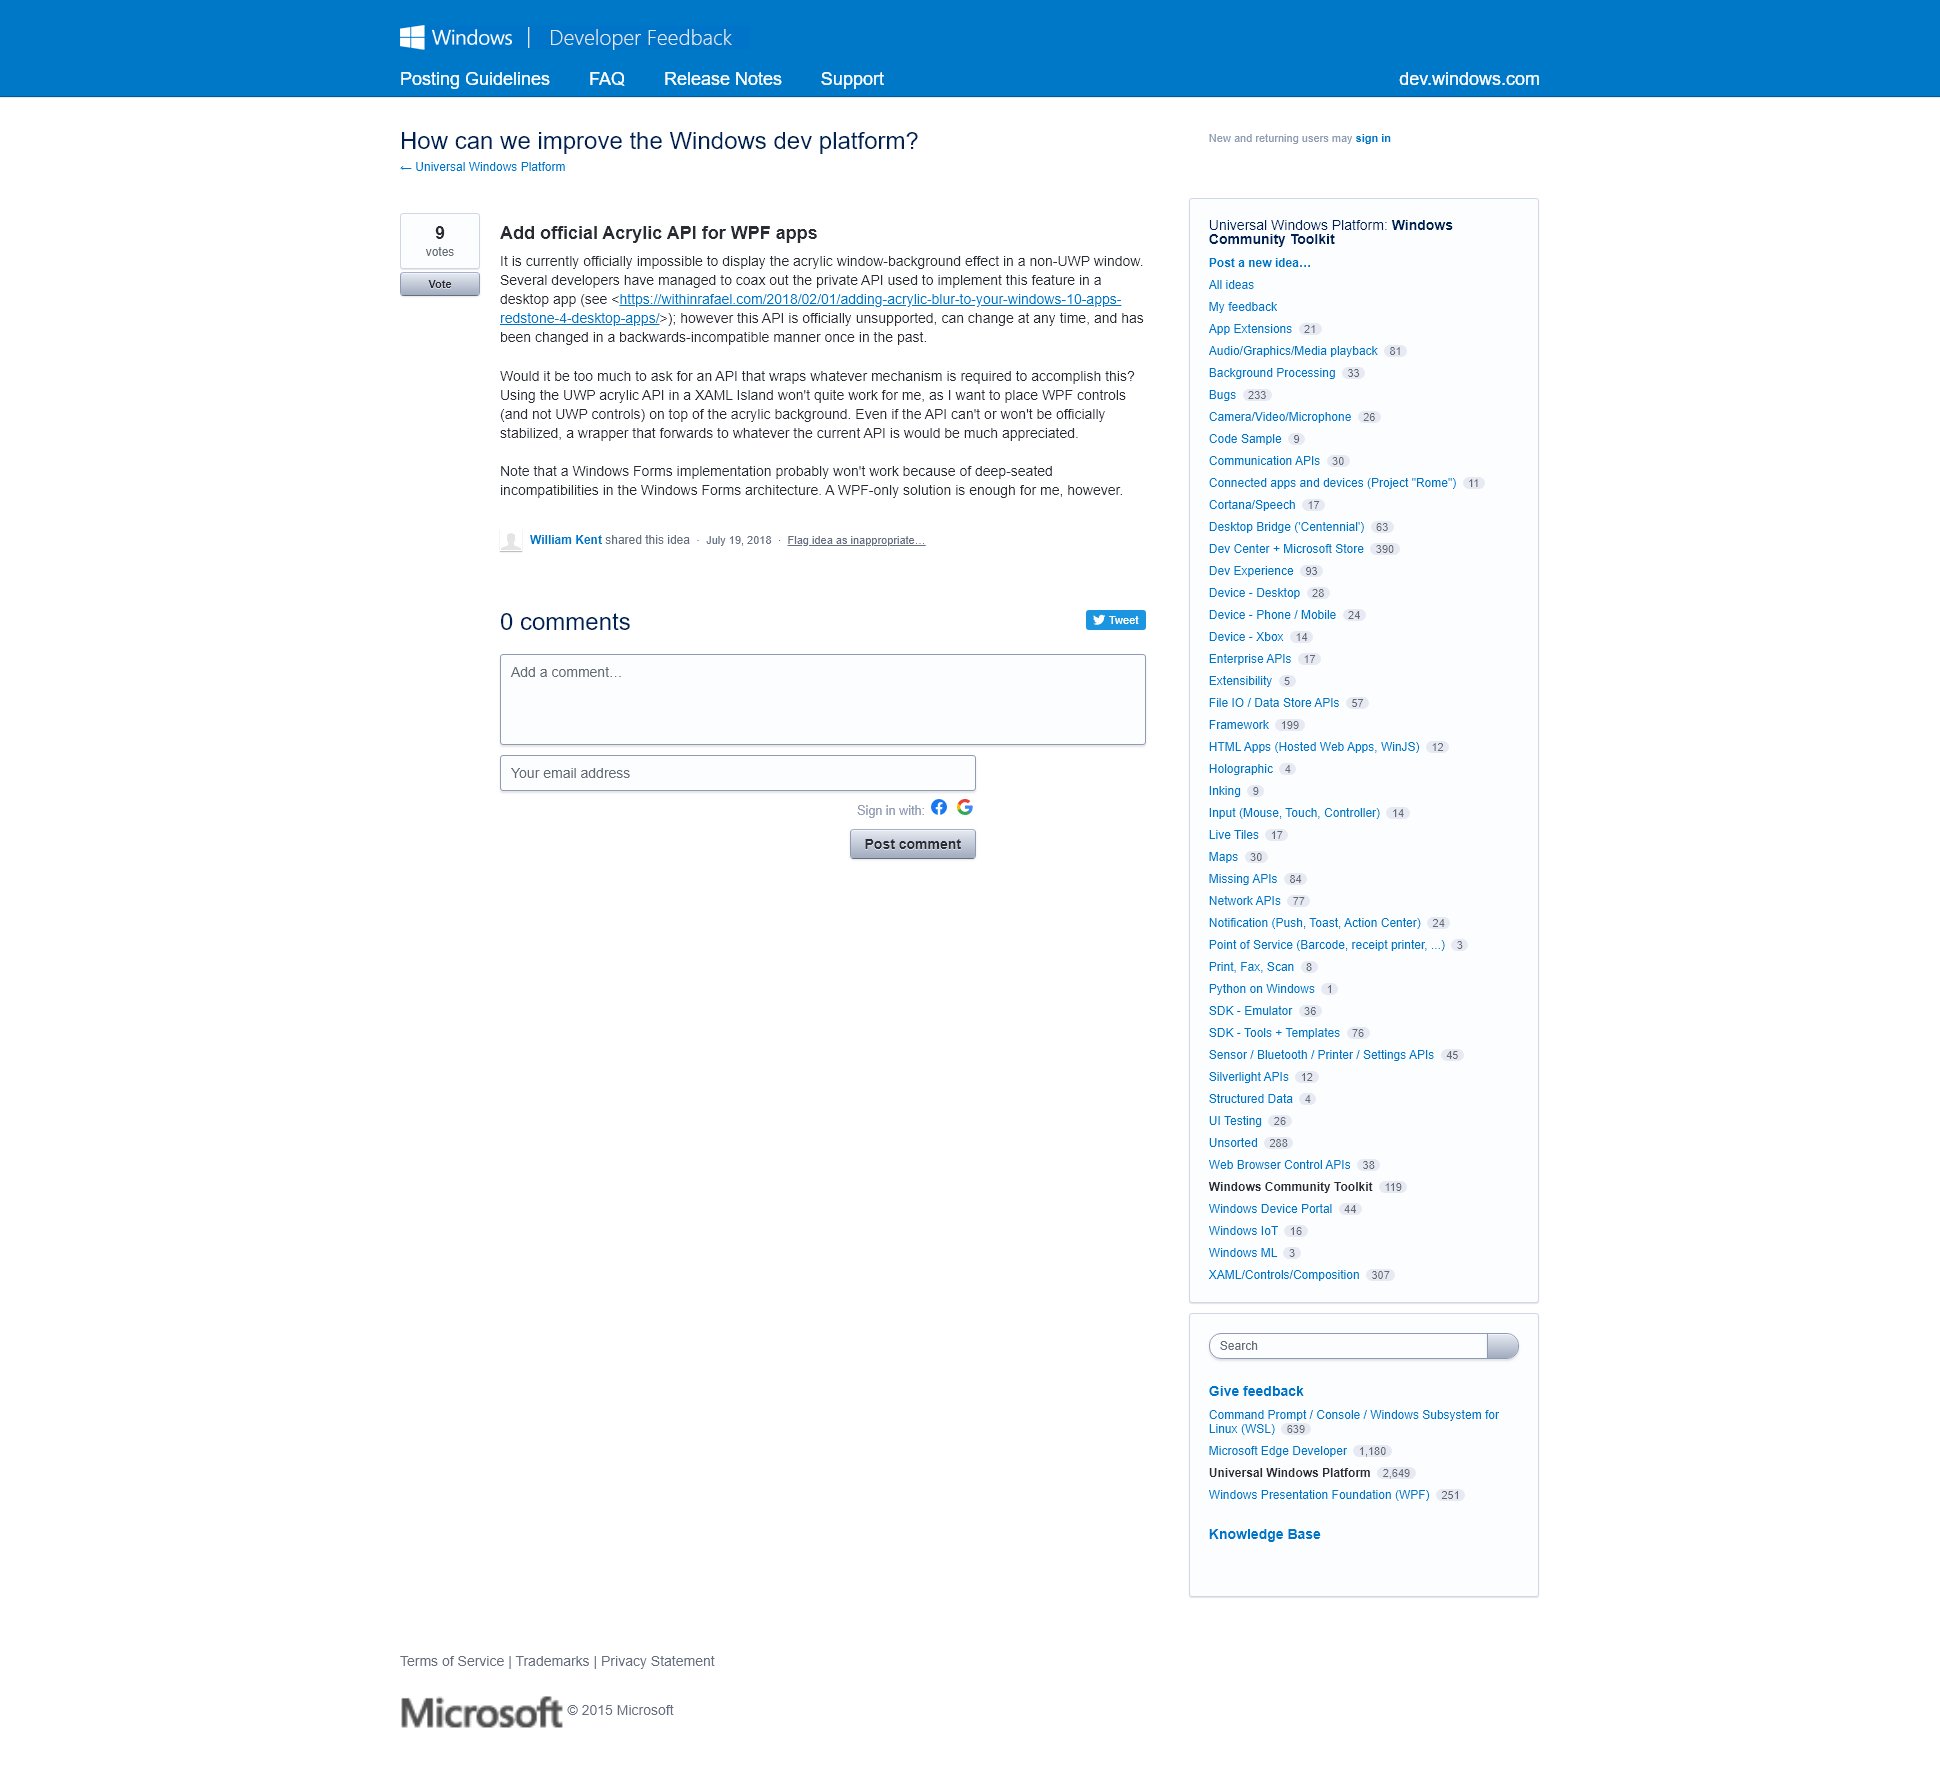 Windows | Developer Feedback
Posting Guidelines FAQ Release Notes Support dev.windows.com
How can we improve the Windows dev platform?
← Universal Windows Platform
New and returning users may sign in
9
votes
Vote
Add official Acrylic API for WPF apps
It is currently officially impossible to display the acrylic window-background effect in a non-UWP window.
Several developers have managed to coax out the private API used to implement this feature in a
desktop app (see <https://withinrafael.com/2018/02/01/adding-acrylic-blur-to-your-windows-10-apps-
redstone-4-desktop-apps/>); however this API is officially unsupported, can change at any time, and has
been changed in a backwards-incompatible manner once in the past.
Would it be too much to ask for an API that wraps whatever mechanism is required to accomplish this?
Using the UWP acrylic API in a XAML Island won't quite work for me, as I want to place WPF controls
(and not UWP controls) on top of the acrylic background. Even if the API can't or won't be officially
stabilized, a wrapper that forwards to whatever the current API is would be much appreciated.
Note that a Windows Forms implementation probably won't work because of deep-seated
incompatibilities in the Windows Forms architecture. A WPF-only solution is enough for me, however.
William Kent shared this idea · July 19, 2018 · Flag idea as inappropriate…
0 comments
Tweet
Add a comment…
Your email address
Sign in with:
Post comment
Universal Windows Platform: Windows
Community Toolkit
Post a new idea…
All ideas
My feedback
App Extensions 21
Audio/Graphics/Media playback 81
Background Processing 33
Bugs 233
Camera/Video/Microphone 26
Code Sample 9
Communication APIs 30
Connected apps and devices (Project "Rome") 11
Cortana/Speech 17
Desktop Bridge ('Centennial') 63
Dev Center + Microsoft Store 390
Dev Experience 93
Device - Desktop 28
Device - Phone / Mobile 24
Device - Xbox 14
Enterprise APIs 17
Extensibility 5
File IO / Data Store APIs 57
Framework 199
HTML Apps (Hosted Web Apps, WinJS) 12
Holographic 4
Inking 9
Input (Mouse, Touch, Controller) 14
Live Tiles 17
Maps 30
Missing APIs 84
Network APIs 77
Notification (Push, Toast, Action Center) 24
Point of Service (Barcode, receipt printer, ...) 3
Print, Fax, Scan 8
Python on Windows 1
SDK - Emulator 36
SDK - Tools + Templates 76
Sensor / Bluetooth / Printer / Settings APIs 45
Silverlight APIs 12
Structured Data 4
UI Testing 26
Unsorted 288
Web Browser Control APIs 38
Windows Community Toolkit 119
Windows Device Portal 44
Windows IoT 16
Windows ML 3
XAML/Controls/Composition 307
Search
Give feedback
Command Prompt / Console / Windows Subsystem for
Linux (WSL) 639
Microsoft Edge Developer 1,180
Universal Windows Platform 2,649
Windows Presentation Foundation (WPF) 251
Knowledge Base
Terms of Service | Trademarks | Privacy Statement
Microsoft © 2015 Microsoft